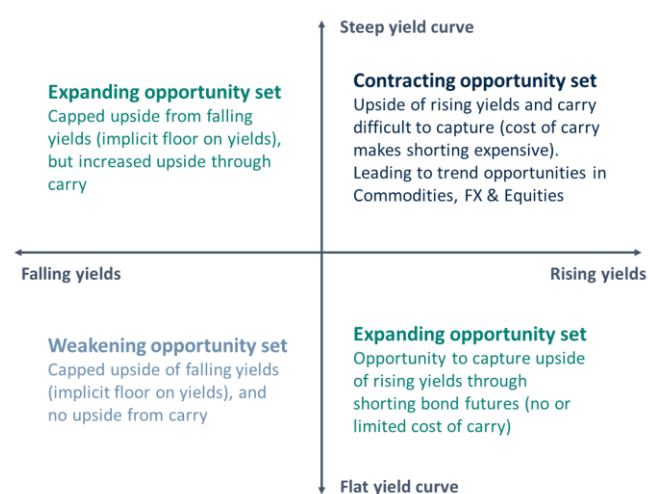 Steep yield curve
Expanding opportunity set
Capped upside from falling
yields (implicit floor on yields),
but increased upside through
carry
Contracting opportunity set
Upside of rising yields and carry
difficult to capture (cost of carry
makes shorting expensive).
Leading to trend opportunities in
Commodities, FX & Equities
Falling yields
Rising yields
Weakening opportunity set
Capped upside of falling yields
(implicit floor on yields), and
no upside from carry
Expanding opportunity set
Opportunity to capture upside
of rising yields through
shorting bond futures (no or
limited cost of carry)
Flat yield curve